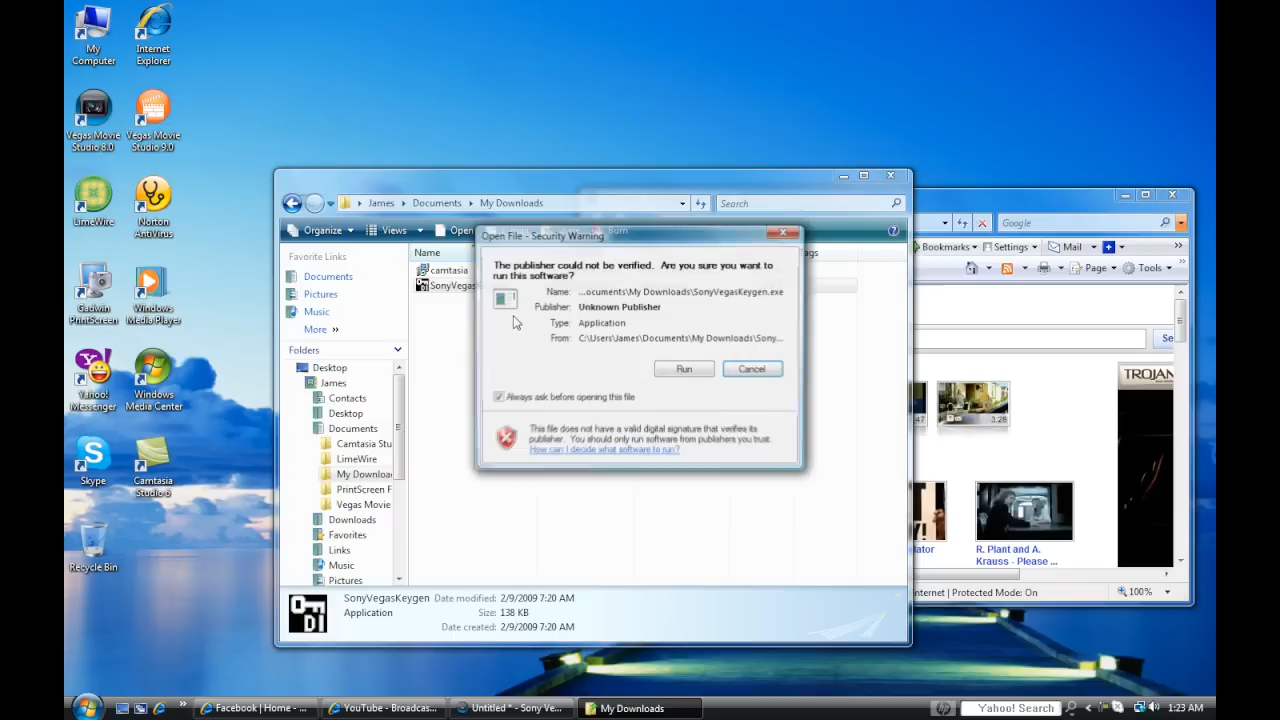 My
Computer
Internet
Explorer
Vegas Movie
Studio 8.0
Vegas Movie
Studio 9.0
LimeWire
Norton
AntiVirus
Gadwin
PrintScreen
Windows
Media Player
Yahoo!
Messenger
Windows
Media Center
Skype
Camtasia
Studio 6
Recycle Bin
James
Documents
My Downloads
Search
Organize
Views
Open
Burn
Favorite Links
Documents
Pictures
Music
More »
Folders
Desktop
James
Contacts
Desktop
Documents
Camtasia Stu
LimeWire
My Downloa
PrintScreen F
Vegas Movie
Downloads
Favorites
Links
Music
Pictures
Name
Tags
camtasia
SonyVegas
Open File - Security Warning
The publisher could not be verified. Are you sure you want to
run this software?
Name: ...ocuments\My Downloads\SonyVegasKeygen.exe
Publisher: Unknown Publisher
Type: Application
From: C:\Users\James\Documents\My Downloads\Sony...
Run
Cancel
Always ask before opening this file
This file does not have a valid digital signature that verifies its
publisher. You should only run software from publishers you trust.
How can I decide what software to run?
SonyVegasKeygen Date modified: 2/9/2009 7:20 AM
Application Size: 138 KB
Date created: 2/9/2009 7:20 AM
Google
Bookmarks
Settings
Mail
Page
Tools
Se
TROJAN
47
3:28
Y!
lator
R. Plant and A.
Krauss - Please ...
nternet | Protected Mode: On
100%
Facebook | Home - ...
YouTube - Broadcas...
Untitled * - Sony Ve...
My Downloads
Yahoo! Search
1:23 AM